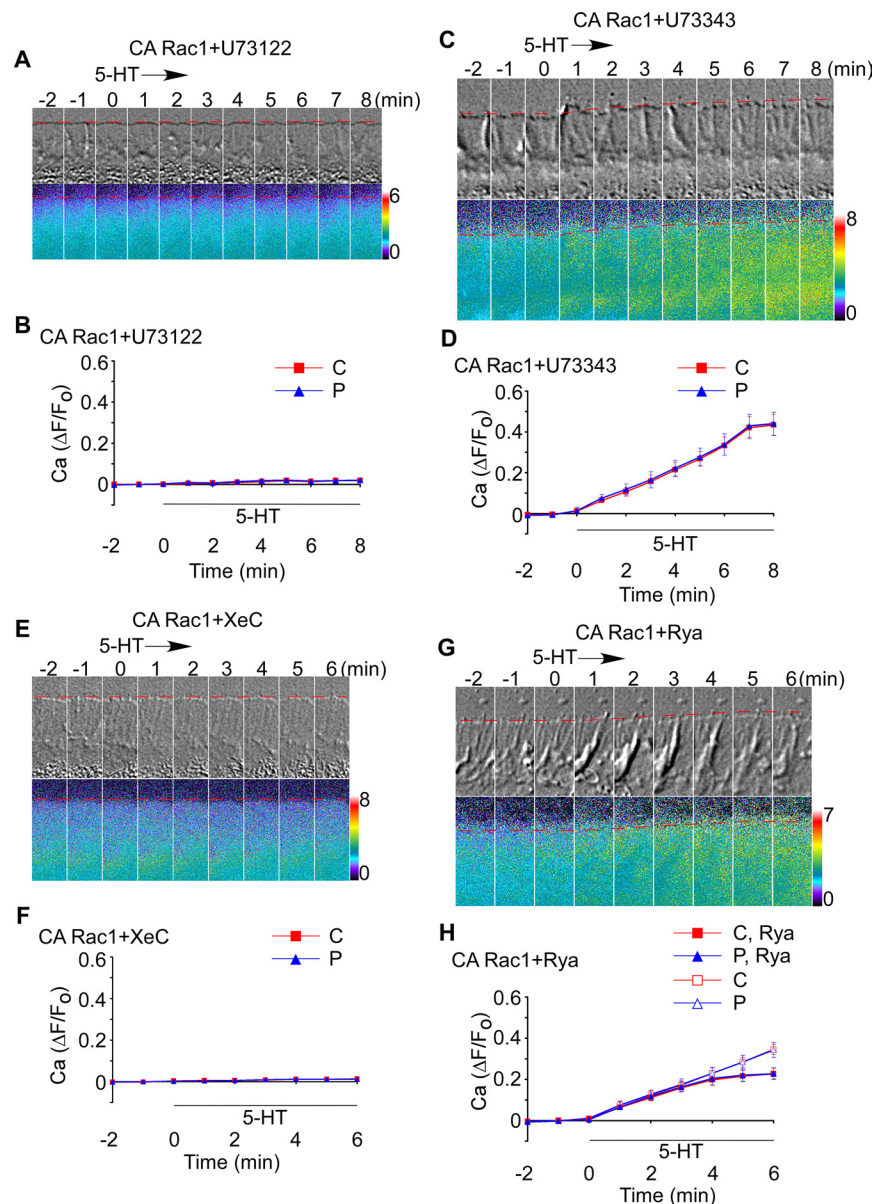 A
CA Rac1+U73122
5-HT
-2 -1 0 1 2 3 4 5 6 7 8 (min)
6
0
B
CA Rac1+U73122
C
P
Ca (ΔF/Fo)
0.6
0.4
0.2
0
5-HT
-2 0 2 4 6 8
Time (min)
C
CA Rac1+U73343
5-HT
-2 -1 0 1 2 3 4 5 6 7 8 (min)
8
0
D
CA Rac1+U73343
C
P
Ca (ΔF/Fo)
0.6
0.4
0.2
0
5-HT
-2 0 2 4 6 8
Time (min)
E
CA Rac1+XeC
5-HT
-2 -1 0 1 2 3 4 5 6 (min)
8
0
F
CA Rac1+XeC
C
P
Ca (ΔF/Fo)
0.6
0.4
0.2
0
5-HT
-2 0 2 4 6
Time (min)
G
CA Rac1+Rya
5-HT
-2 -1 0 1 2 3 4 5 6 (min)
7
0
H
CA Rac1+Rya
C, Rya
P, Rya
C
P
Ca (ΔF/Fo)
0.6
0.4
0.2
0
5-HT
-2 0 2 4 6
Time (min)